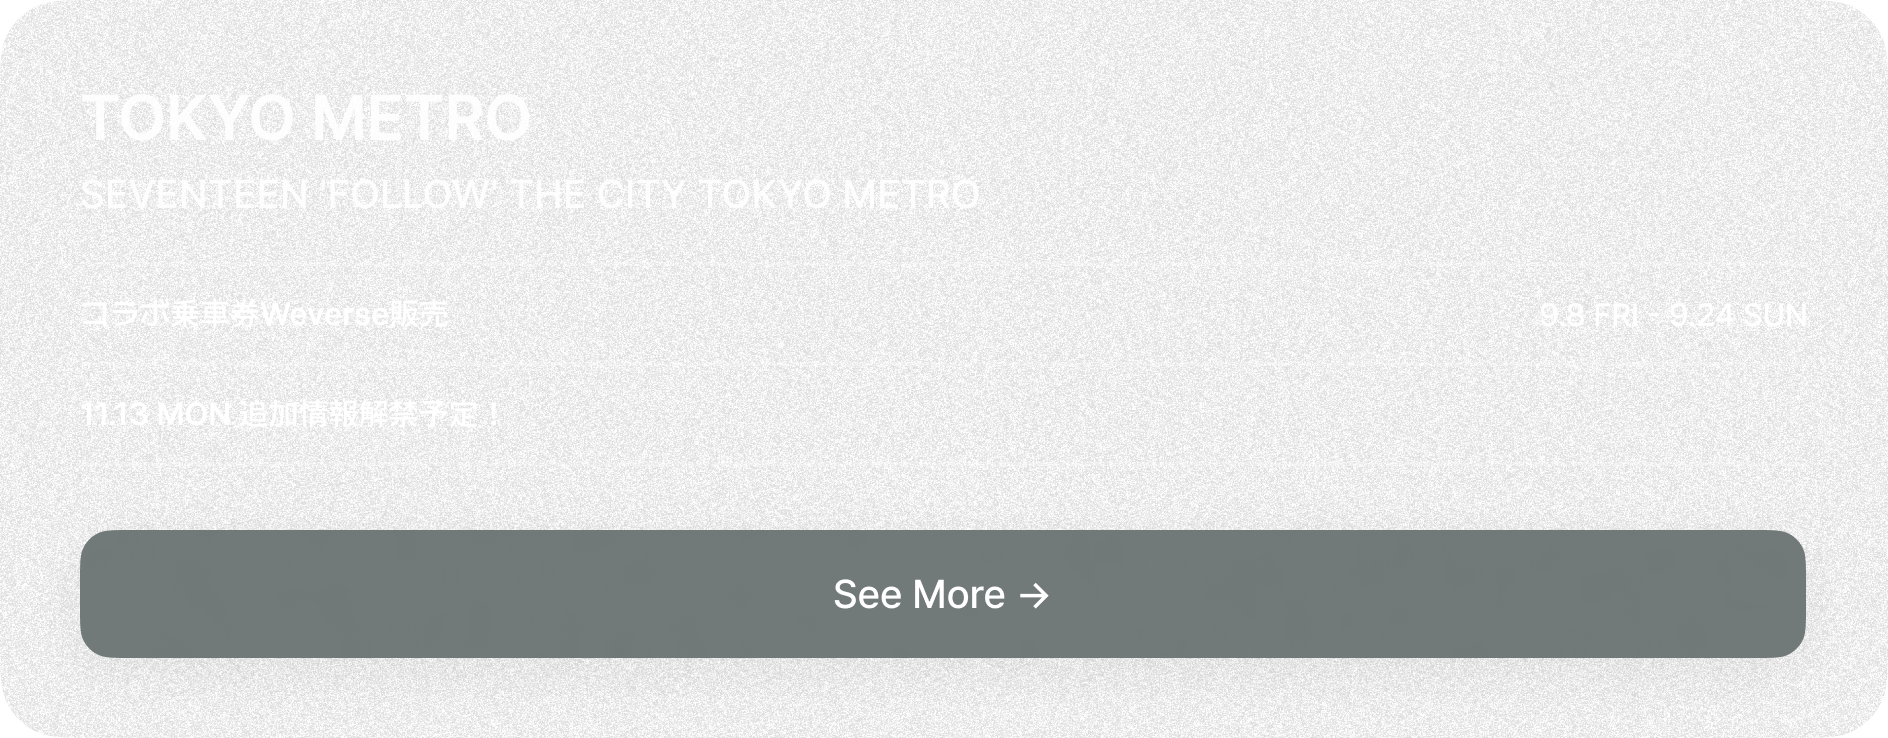 TOKYO METRO
SEVENTEEN 'FOLLOW' THE CITY TOKYO METRO
コラボ乗車券Weverse販売
9.8 FRI - 9.24 SUN
11.13 MON 追加情報解禁予定！
See More →